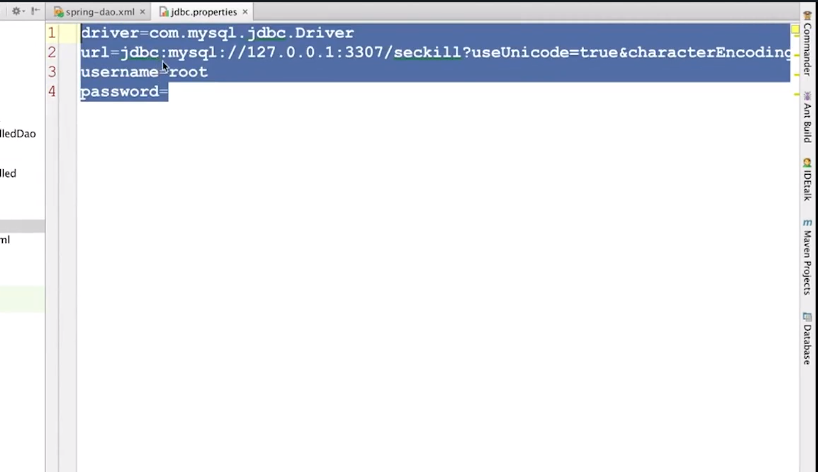 spring-dao.xml
jdbc.properties
1 driver=com.mysql.jdbc.Driver
2 url=jdbc:mysql://127.0.0.1:3307/seckill?useUnicode=true&characterEncoding
3 username=root
4 password=
lledDao
lled
ml
Commander
Ant Build
IDEtalk
Maven Projects
Database